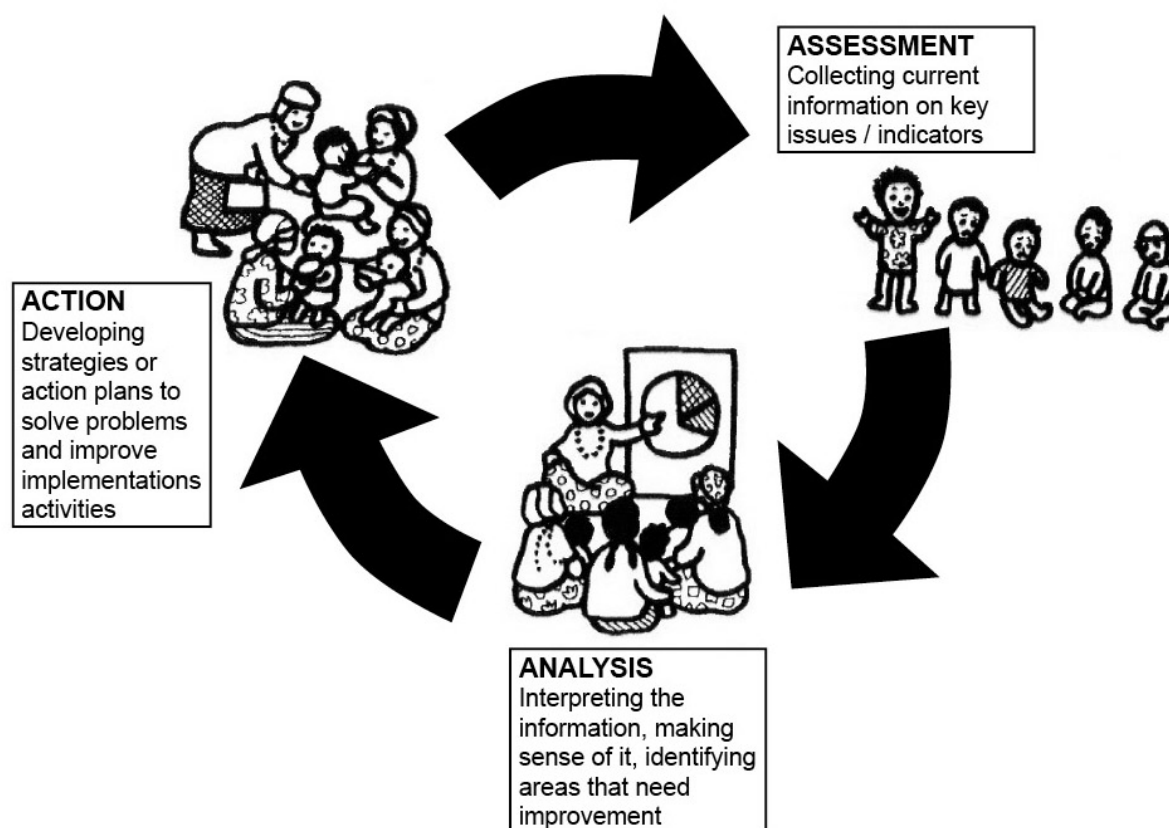 ASSESSMENT
Collecting current
information on key
issues / indicators
ANALYSIS
Interpreting the
information, making
sense of it, identifying
areas that need
improvement
ACTION
Developing
strategies or
action plans to
solve problems
and improve
implementations
activities